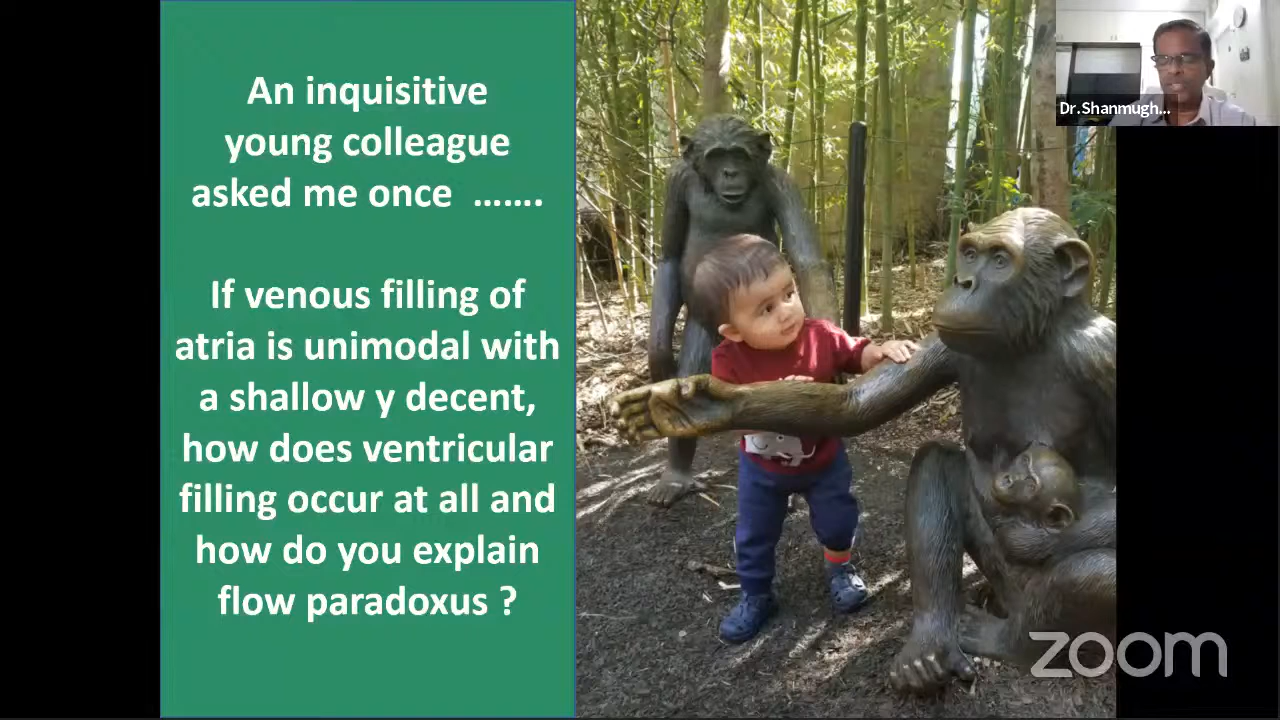 An inquisitive
young colleague
asked me once .......
If venous filling of
atria is unimodal with
a shallow y decent,
how does ventricular
filling occur at all and
how do you explain
flow paradoxus ?
Dr.Shanmugh...
zoom